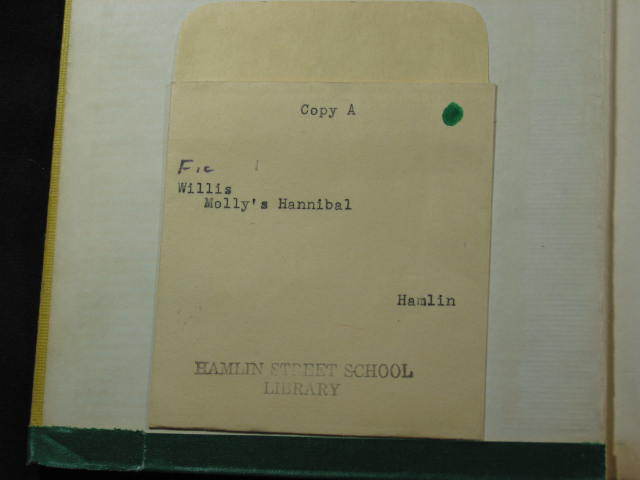 Copy A
Fic
Willis
Molly's Hannibal
Hamlin
HAMLIN STREET SCHOOL
LIBRARY